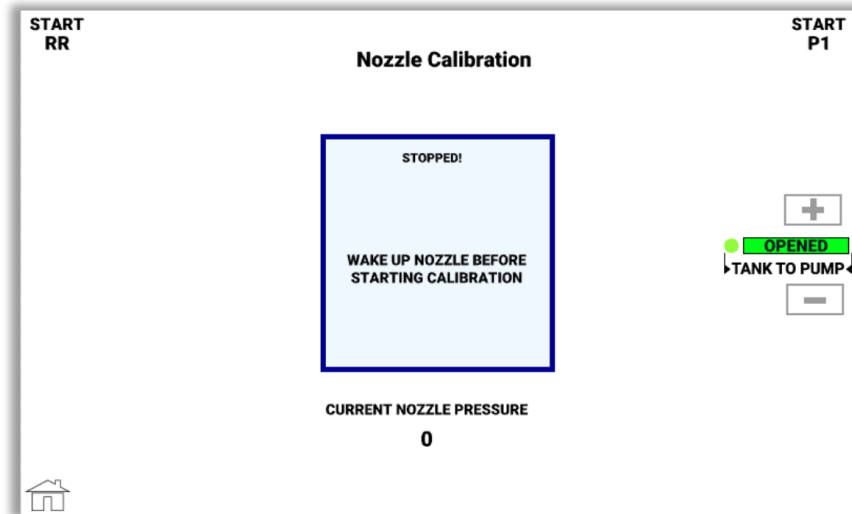 START
RR
START
P1
Nozzle Calibration
STOPPED!
WAKE UP NOZZLE BEFORE
STARTING CALIBRATION
OPENED
TANK TO PUMP
CURRENT NOZZLE PRESSURE
0